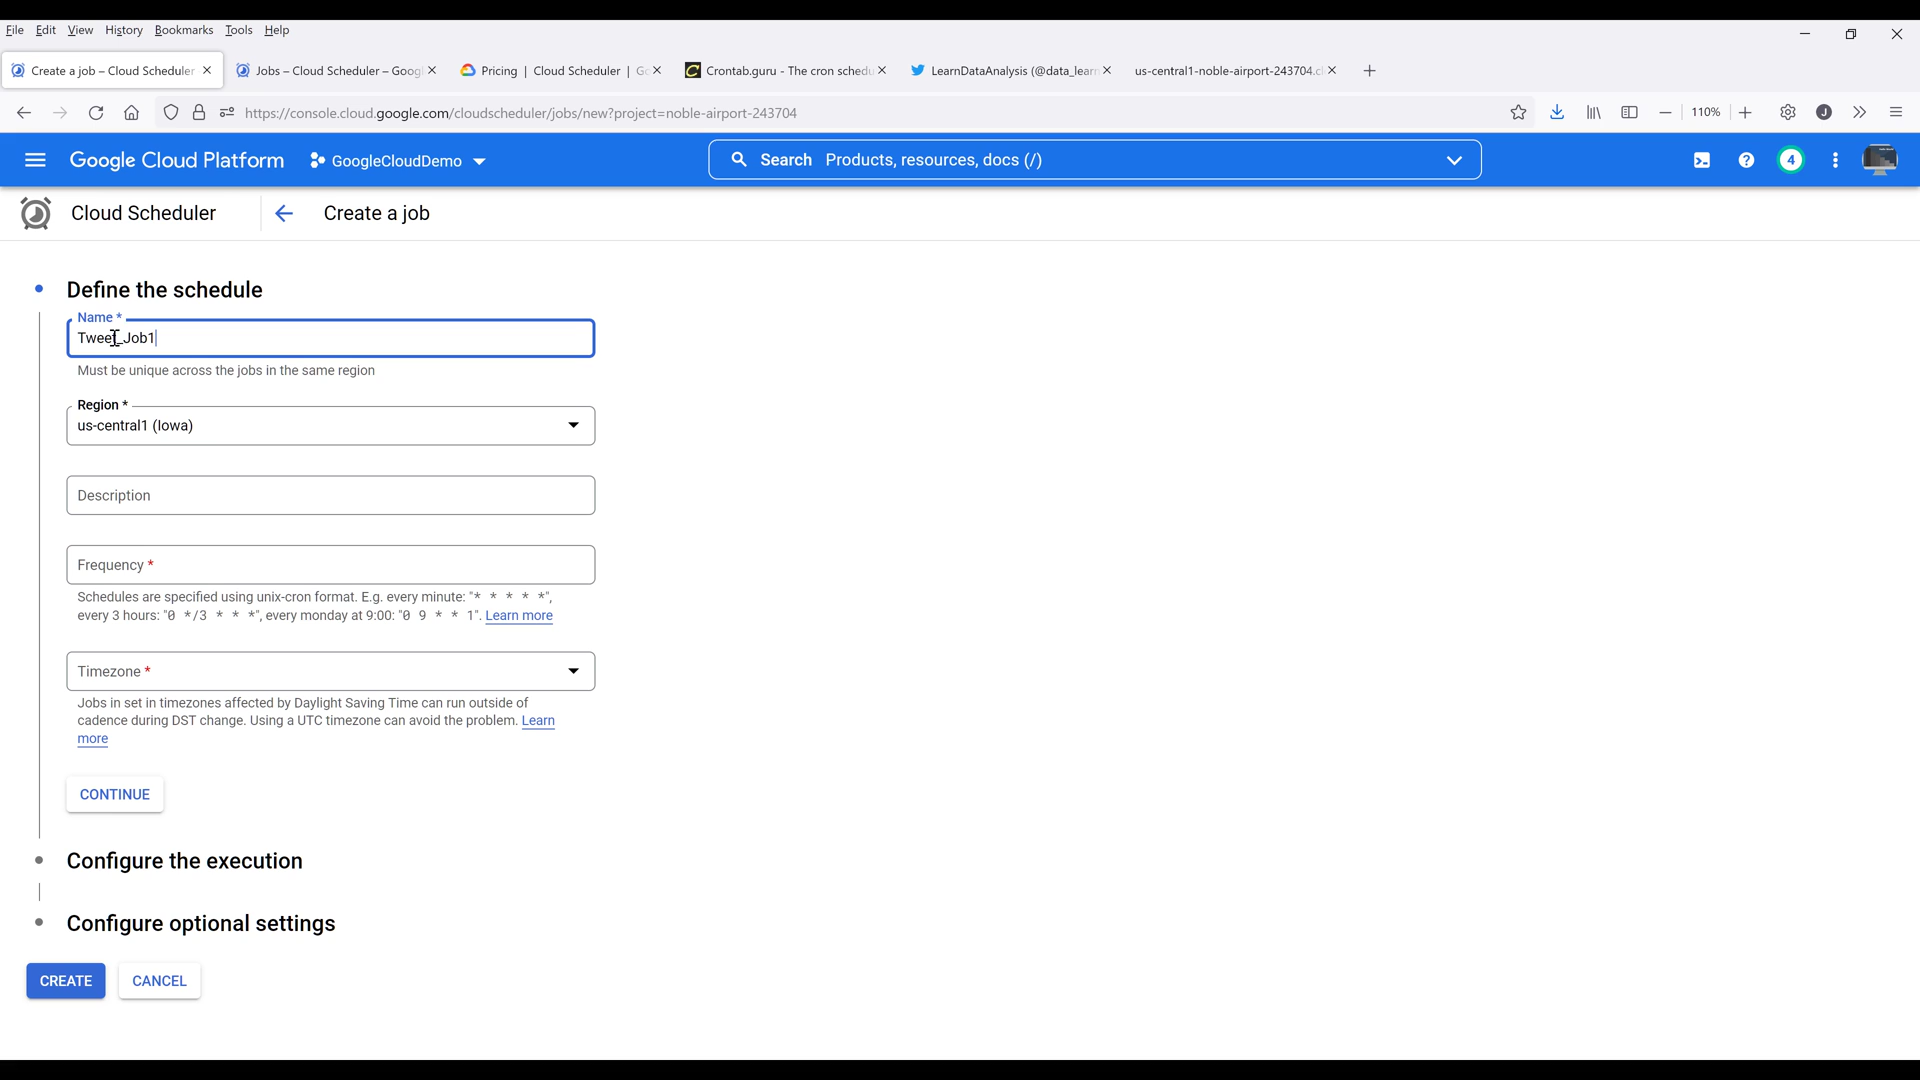 File Edit View History Bookmarks Tools Help
Create a job – Cloud Scheduler Jobs – Cloud Scheduler – Googl Pricing | Cloud Scheduler | Go Crontab.guru - The cron schedu LearnDataAnalysis (@data_learn us-central1-noble-airport-243704.cl
https://console.cloud.google.com/cloudscheduler/jobs/new?project=noble-airport-243704 110% J
Google Cloud Platform GoogleCloudDemo Search Products, resources, docs (/) 4
Cloud Scheduler Create a job
Define the schedule
Name *
Tweet_Job1
Must be unique across the jobs in the same region
Region *
us-central1 (Iowa)
Description
Frequency *
Schedules are specified using unix-cron format. E.g. every minute: "* * * * *",
every 3 hours: "0 */3 * * *", every monday at 9:00: "0 9 * * 1". Learn more
Timezone *
Jobs in set in timezones affected by Daylight Saving Time can run outside of
cadence during DST change. Using a UTC timezone can avoid the problem. Learn
more
CONTINUE
Configure the execution
Configure optional settings
CREATE CANCEL